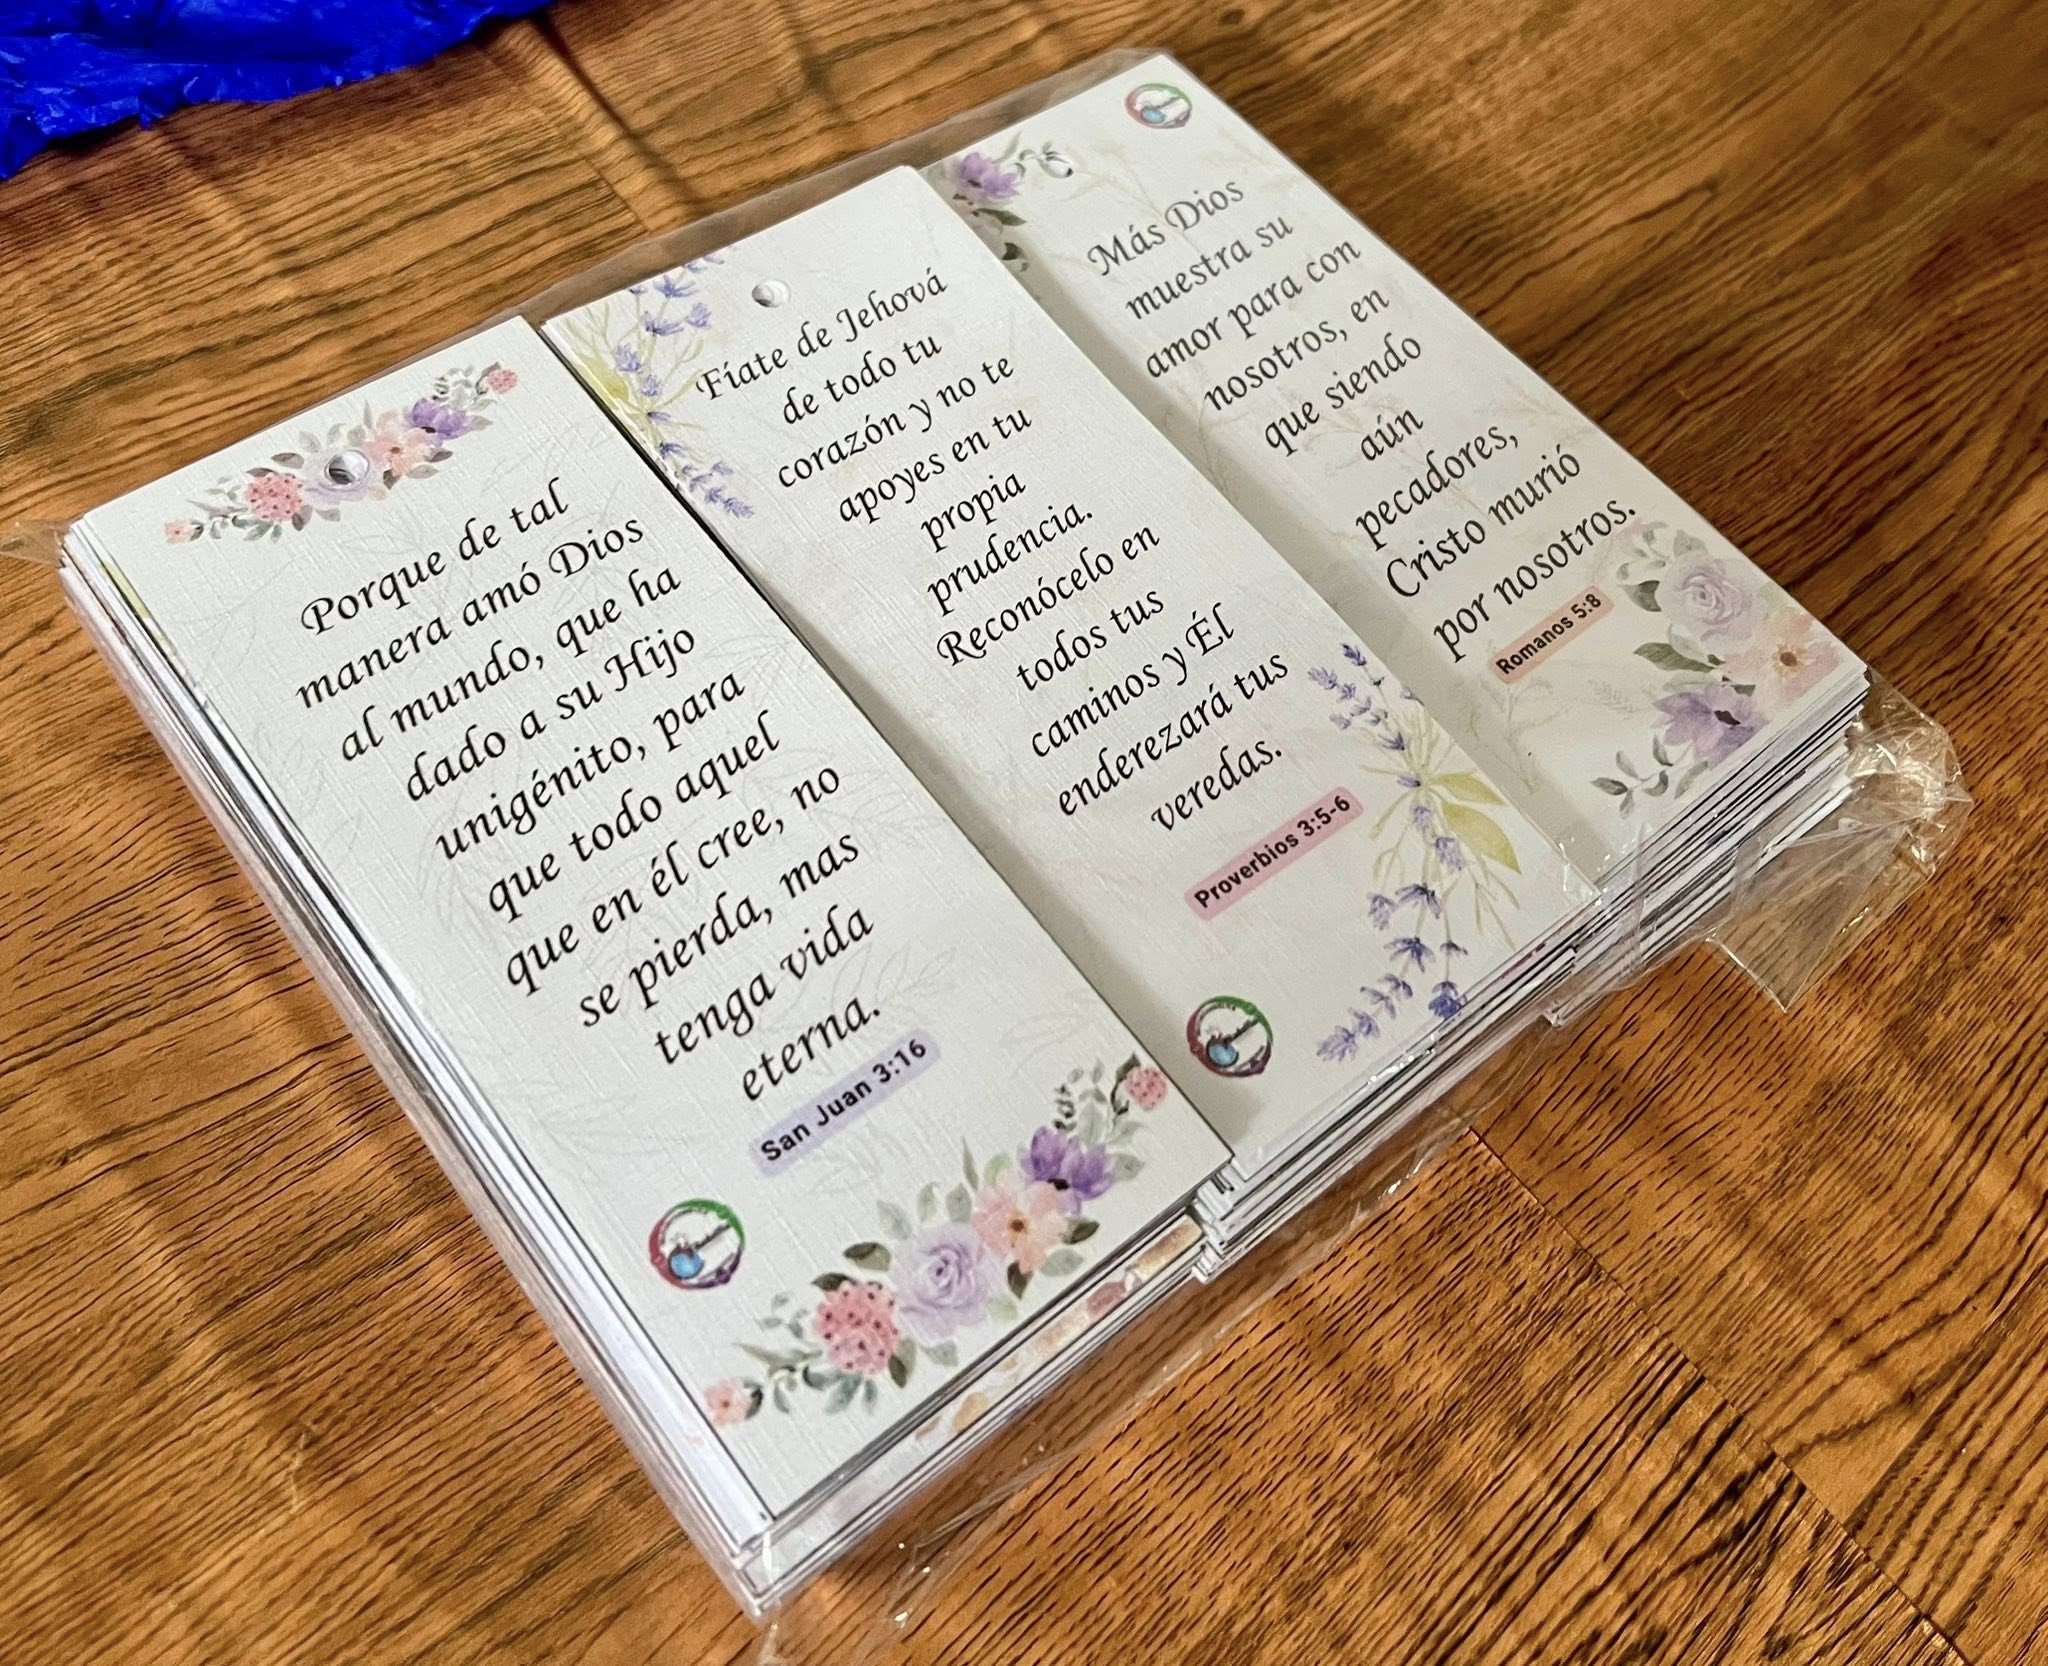 Porque de tal
manera amó Dios
al mundo, que ha
dado a su Hijo
unigénito, para
que todo aquel
que en él cree, no
se pierda, mas
tenga vida
eterna.
San Juan 3:16
Fíate de Jehová
de todo tu
corazón y no te
apoyes en tu
propia
prudencia.
Reconócelo en
todos tus
caminos y Él
enderezará tus
veredas.
Proverbios 3:5-6
Más Dios
muestra su
amor para con
nosotros, en
que siendo
aún
pecadores,
Cristo murió
por nosotros.
Romanos 5:8